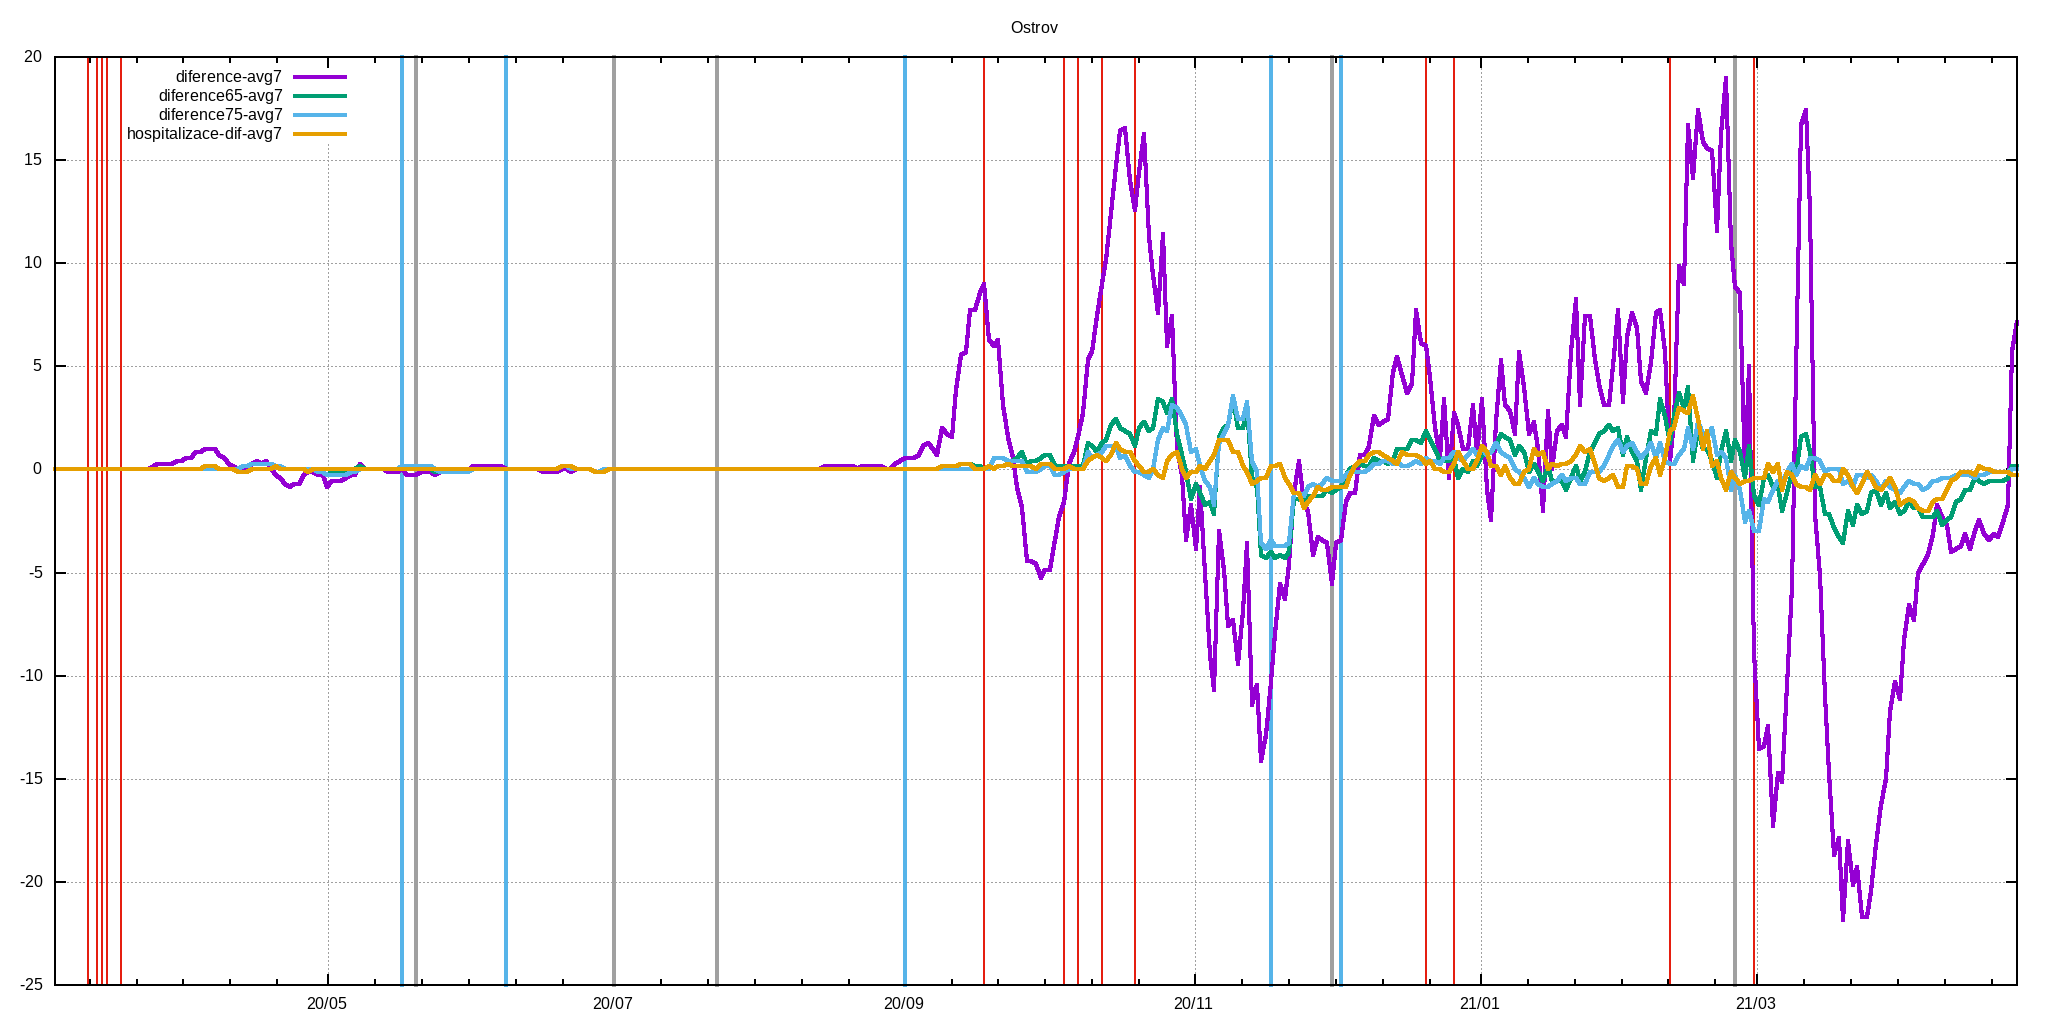 Ostrov
20
diference-avg7
diference65-avg7
diference75-avg7
hospitalizace-dif-avg7
15
10
5
0
-5
-10
-15
-20
-25
20/05 20/07 20/09 20/11 21/01 21/03